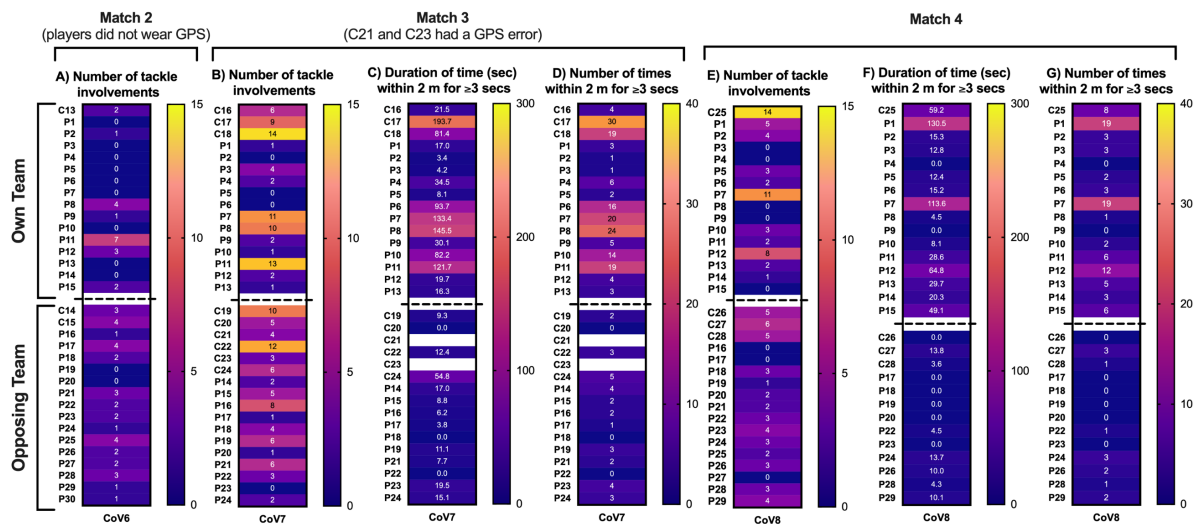 Match 2
(players did not wear GPS)
Match 3
(C21 and C23 had a GPS error)
Match 4
Own Team
Opposing Team
A) Number of tackle
involvements
C13 2
P1 0
P2 1
P3 0
P4 0
P5 0
P6 0
P7 0
P8 4
P9 1
P10 0
P11 7
P12 3
P13 0
P14 0
P15 2
C14 3
C15 4
P16 1
P17 4
P18 2
P19 0
P20 0
P21 3
P22 2
P23 2
P24 1
P25 4
P26 2
P27 2
P28 3
P29 1
P30 1
CoV6
15
10
5
0
B) Number of tackle
involvements
C16 6
C17 9
C18 14
P1 1
P2 0
P3 4
P4 2
P5 0
P6 0
P7 11
P8 10
P9 2
P10 1
P11 13
P12 2
P13 1
C19 10
C20 5
C21 4
C22 12
C23 3
C24 6
P14 2
P15 5
P16 8
P17 1
P18 4
P19 6
P20 1
P21 6
P22 3
P23 0
P24 2
CoV7
15
10
5
0
C) Duration of time (sec)
within 2 m for ≥3 secs
C16 21.5
C17 193.7
C18 81.4
P1 17.0
P2 3.4
P3 4.2
P4 34.5
P5 8.1
P6 93.7
P7 133.4
P8 145.5
P9 30.1
P10 82.2
P11 121.7
P12 19.7
P13 16.3
C19 9.3
C20 0.0
C21
C22 12.4
C23
C24 54.8
P14 17.0
P15 8.8
P16 6.2
P17 3.8
P18 0.0
P19 11.1
P21 7.7
P22 0.0
P23 19.5
P24 15.1
CoV7
300
200
100
0
D) Number of times
within 2 m for ≥3 secs
C16 4
C17 30
C18 19
P1 3
P2 1
P3 1
P4 6
P5 2
P6 16
P7 20
P8 24
P9 5
P10 14
P11 19
P12 4
P13 3
C19 2
C20 0
C21
C22 3
C23
C24 5
P14 4
P15 2
P16 2
P17 1
P18 0
P19 3
P21 2
P22 0
P23 4
P24 3
CoV7
40
30
20
10
0
E) Number of tackle
involvements
C25 14
P1 5
P2 4
P3 0
P4 0
P5 3
P6 2
P7 11
P8 0
P9 0
P10 3
P11 2
P12 8
P13 2
P14 1
P15 0
C26 5
C27 6
C28 5
P16 0
P17 0
P18 3
P19 1
P20 2
P21 2
P22 3
P23 4
P24 3
P25 2
P26 3
P27 0
P28 3
P29 4
CoV8
15
10
5
0
F) Duration of time (sec)
within 2 m for ≥3 secs
C25 59.2
P1 130.5
P2 15.3
P3 12.8
P4 0.0
P5 12.4
P6 15.2
P7 113.6
P8 4.5
P9 0.0
P10 8.1
P11 28.6
P12 64.8
P13 29.7
P14 20.3
P15 49.1
C26 0.0
C27 13.8
C28 3.6
P17 0.0
P18 0.0
P19 0.0
P20 0.0
P22 4.5
P23 0.0
P24 13.7
P26 10.0
P28 4.3
P29 10.1
CoV8
300
200
100
0
G) Number of times
within 2 m for ≥3 secs
C25 8
P1 19
P2 3
P3 3
P4 0
P5 2
P6 3
P7 19
P8 1
P9 0
P10 2
P11 6
P12 12
P13 5
P14 3
P15 6
C26 0
C27 3
C28 1
P17 0
P18 0
P19 0
P20 0
P22 1
P23 0
P24 3
P26 2
P28 1
P29 2
CoV8
40
30
20
10
0